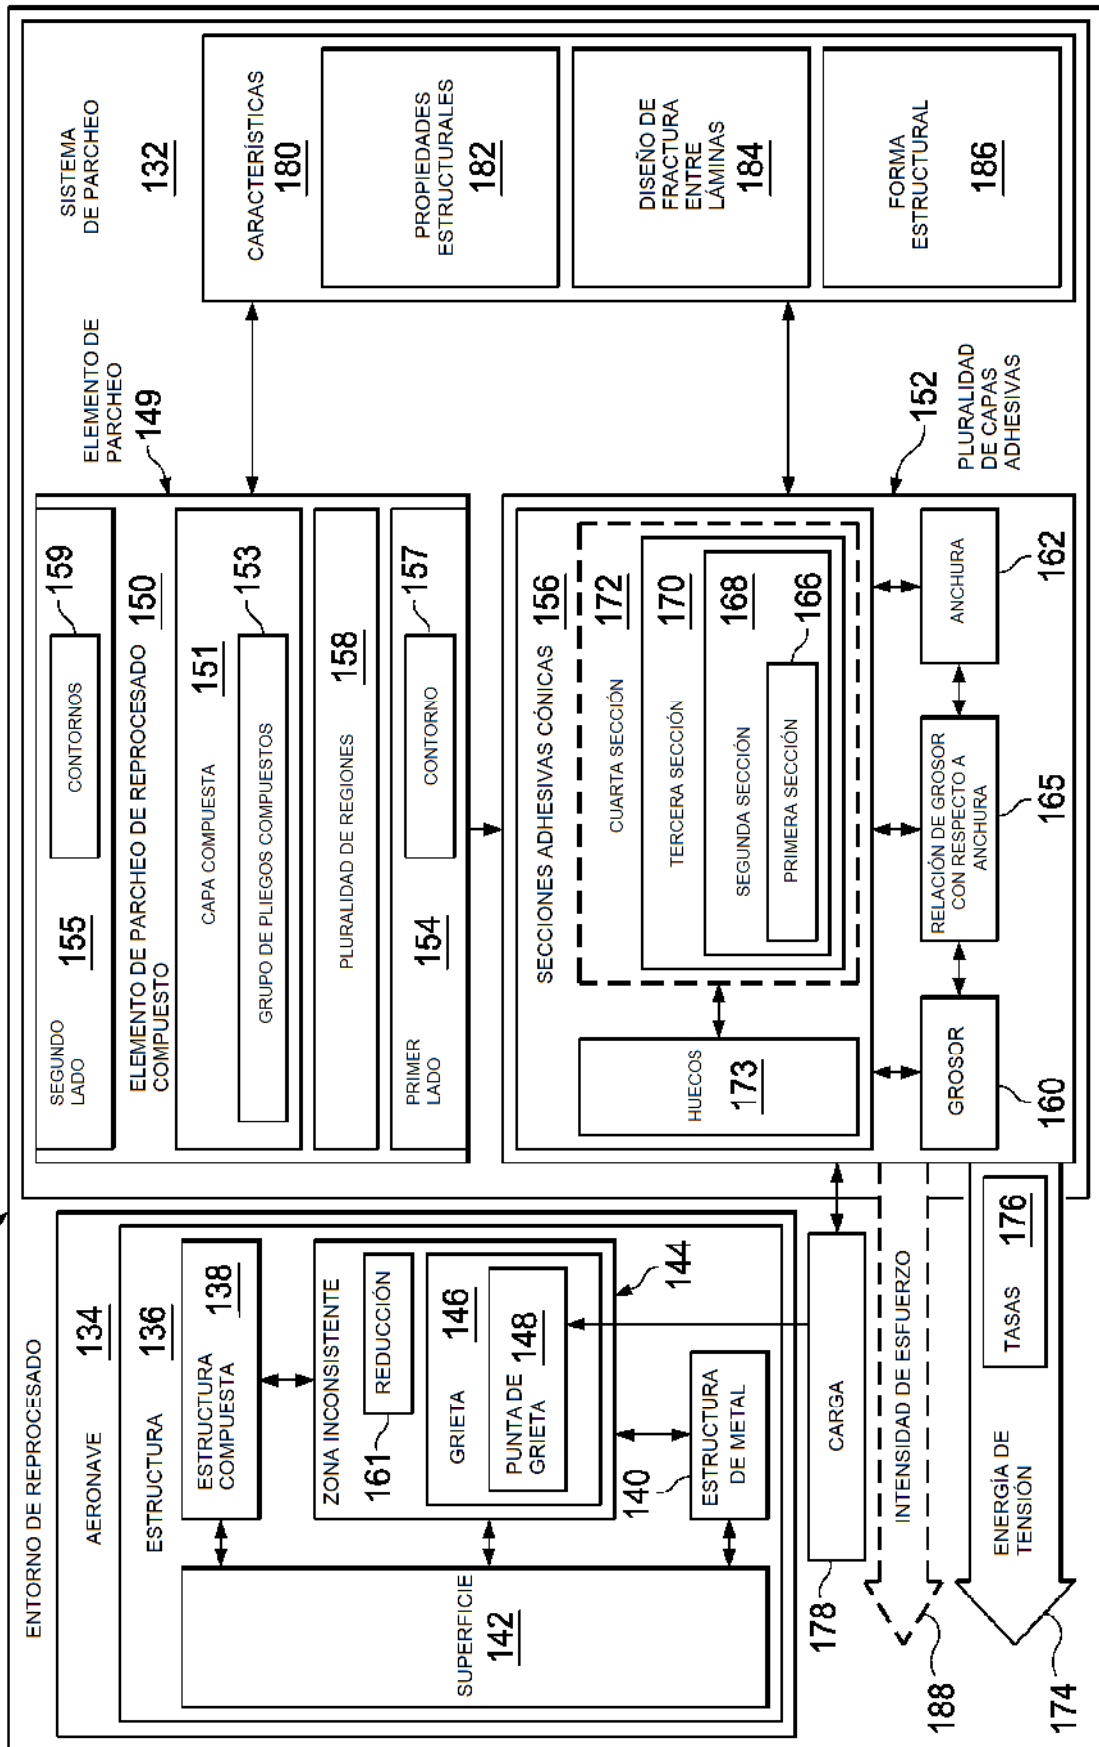 ENTORNO DE REPROCESADO
AERONAVE
134
ESTRUCTURA
136
SUPERFICIE
142
ESTRUCTURA
COMPUESTA
138
ZONA INCONSISTENTE
161
REDUCCIÓN
GRIETA
146
PUNTA DE
GRIETA
148
144
140
ESTRUCTURA
DE METAL
CARGA
178
INTENSIDAD DE ESFUERZO
188
TASAS
176
ENERGÍA DE
TENSIÓN
174
SISTEMA
DE PARCHEO
132
ELEMENTO DE
PARCHEO
149
SEGUNDO
LADO
155
CONTORNOS
159
ELEMENTO DE PARCHEO DE REPROCESADO
COMPUESTO
150
CAPA COMPUESTA
151
GRUPO DE PLIEGOS COMPUESTOS
153
PLURALIDAD DE REGIONES
158
PRIMER
LADO
154
CONTORNO
157
SECCIONES ADHESIVAS CÓNICAS
156
CUARTA SECCIÓN
172
TERCERA SECCIÓN
170
SEGUNDA SECCIÓN
168
PRIMERA SECCIÓN
166
HUECOS
173
GROSOR
160
RELACIÓN DE GROSOR
CON RESPECTO A
ANCHURA
165
ANCHURA
162
152
PLURALIDAD
DE CAPAS
ADHESIVAS
CARACTERÍSTICAS
180
PROPIEDADES
ESTRUCTURALES
182
DISEÑO DE
FRACTURA
ENTRE
LÁMINAS
184
FORMA
ESTRUCTURAL
186